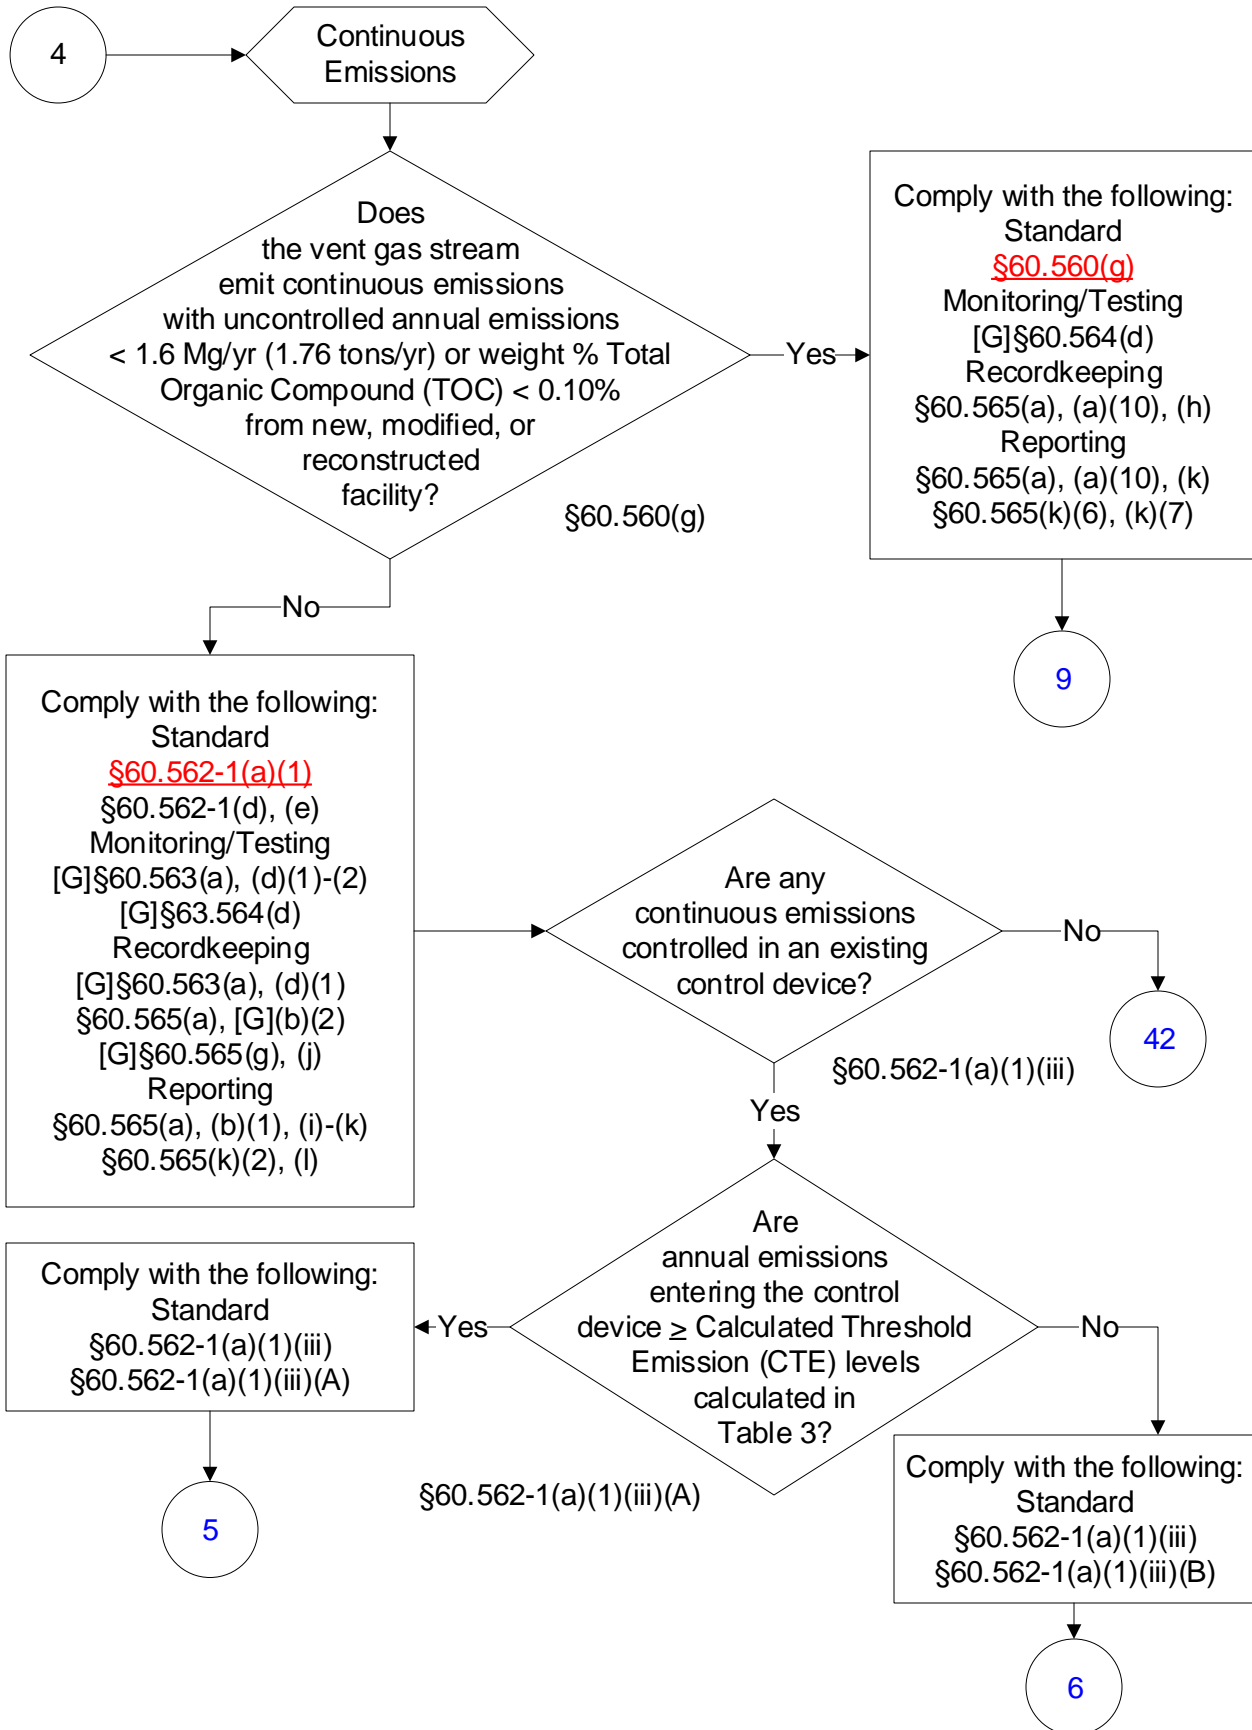 4
Continuous
Emissions
Does
the vent gas stream
emit continuous emissions
with uncontrolled annual emissions
< 1.6 Mg/yr (1.76 tons/yr) or weight % Total
Organic Compound (TOC) < 0.10%
from new, modified, or
reconstructed
facility?
§60.560(g)
Yes
Comply with the following:
Standard
§60.560(g)
Monitoring/Testing
[G]§60.564(d)
Recordkeeping
§60.565(a), (a)(10), (h)
Reporting
§60.565(a), (a)(10), (k)
§60.565(k)(6), (k)(7)
9
No
Comply with the following:
Standard
§60.562-1(a)(1)
§60.562-1(d), (e)
Monitoring/Testing
[G]§60.563(a), (d)(1)-(2)
[G]§63.564(d)
Recordkeeping
[G]§60.563(a), (d)(1)
§60.565(a), [G](b)(2)
[G]§60.565(g), (j)
Reporting
§60.565(a), (b)(1), (i)-(k)
§60.565(k)(2), (l)
Are any
continuous emissions
controlled in an existing
control device?
§60.562-1(a)(1)(iii)
No
42
Yes
Are
annual emissions
entering the control
device ≥ Calculated Threshold
Emission (CTE) levels
calculated in
Table 3?
§60.562-1(a)(1)(iii)(A)
Yes
Comply with the following:
Standard
§60.562-1(a)(1)(iii)
§60.562-1(a)(1)(iii)(A)
5
No
Comply with the following:
Standard
§60.562-1(a)(1)(iii)
§60.562-1(a)(1)(iii)(B)
6